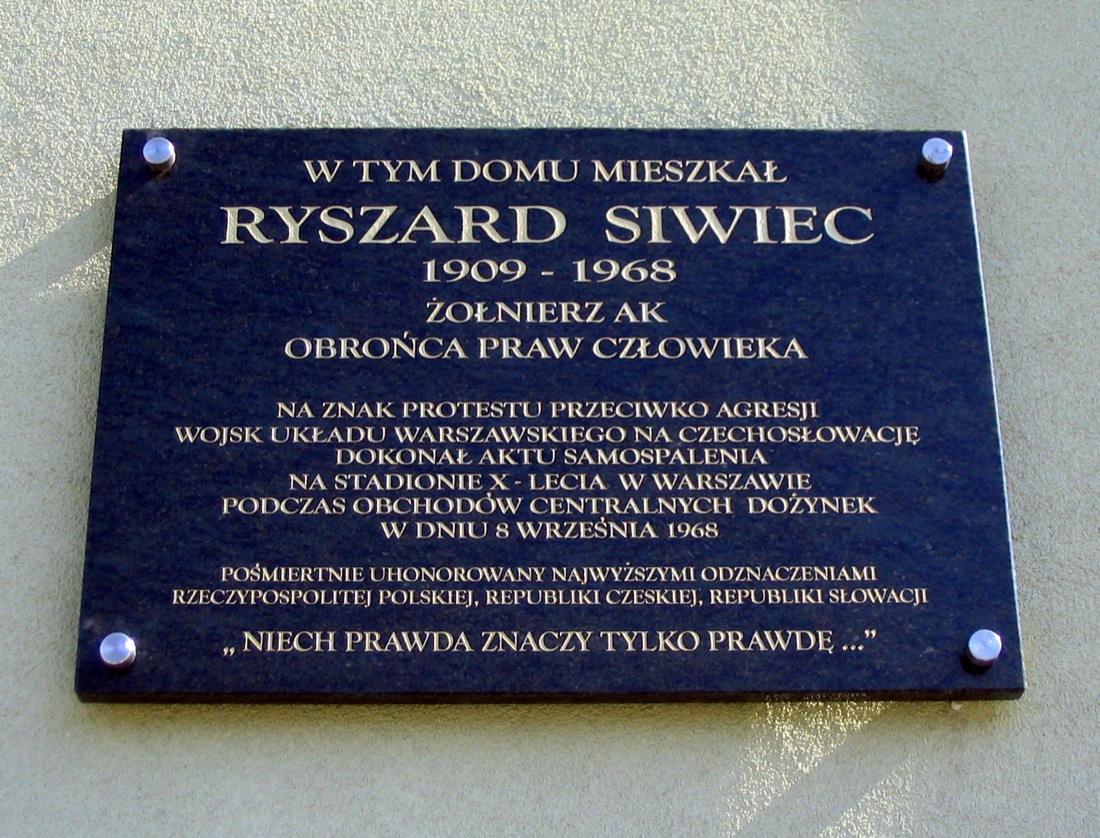 W TYM DOMU MIESZKAŁ
RYSZARD SIWIEC
1909 - 1968
ŻOŁNIERZ AK
OBROŃCA PRAW CZŁOWIEKA
NA ZNAK PROTESTU PRZECIWKO AGRESJI
WOJSK UKŁADU WARSZAWSKIEGO NA CZECHOSŁOWACJĘ
DOKONAŁ AKTU SAMOSPALENIA
NA STADIONIE X - LECIA W WARSZAWIE
PODCZAS OBCHODÓW CENTRALNYCH DOŻYNEK
W DNIU 8 WRZEŚNIA 1968
POŚMIERTNIE UHONOROWANY NAJWYŻSZYMI ODZNACZENIAMI
RZECZYPOSPOLITEJ POLSKIEJ, REPUBLIKI CZESKIEJ, REPUBLIKI SŁOWACJI
„ NIECH PRAWDA ZNACZY TYLKO PRAWDĘ ...”